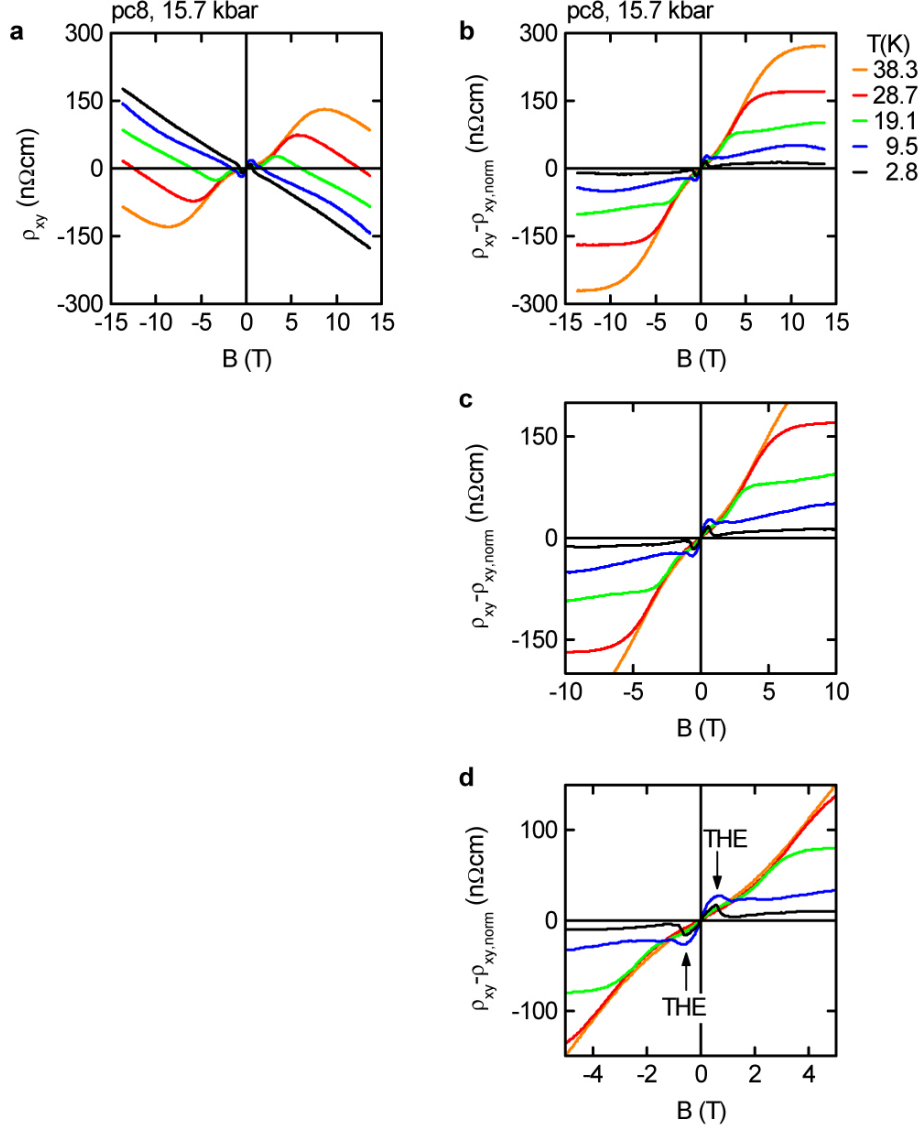 pc8, 15.7 kbar
a
300
150
0
-150
-300
ρxy (nΩcm)
-15 -10 -5 0 5 10 15
B (T)
pc8, 15.7 kbar
b
300
150
0
-150
-300
ρxy-ρxy,norm (nΩcm)
-15 -10 -5 0 5 10 15
B (T)
T(K)
38.3
28.7
19.1
9.5
2.8
c
150
0
-150
ρxy-ρxy,norm (nΩcm)
-10 -5 0 5 10
B (T)
d
100
0
-100
ρxy-ρxy,norm (nΩcm)
THE
THE
-4 -2 0 2 4
B (T)